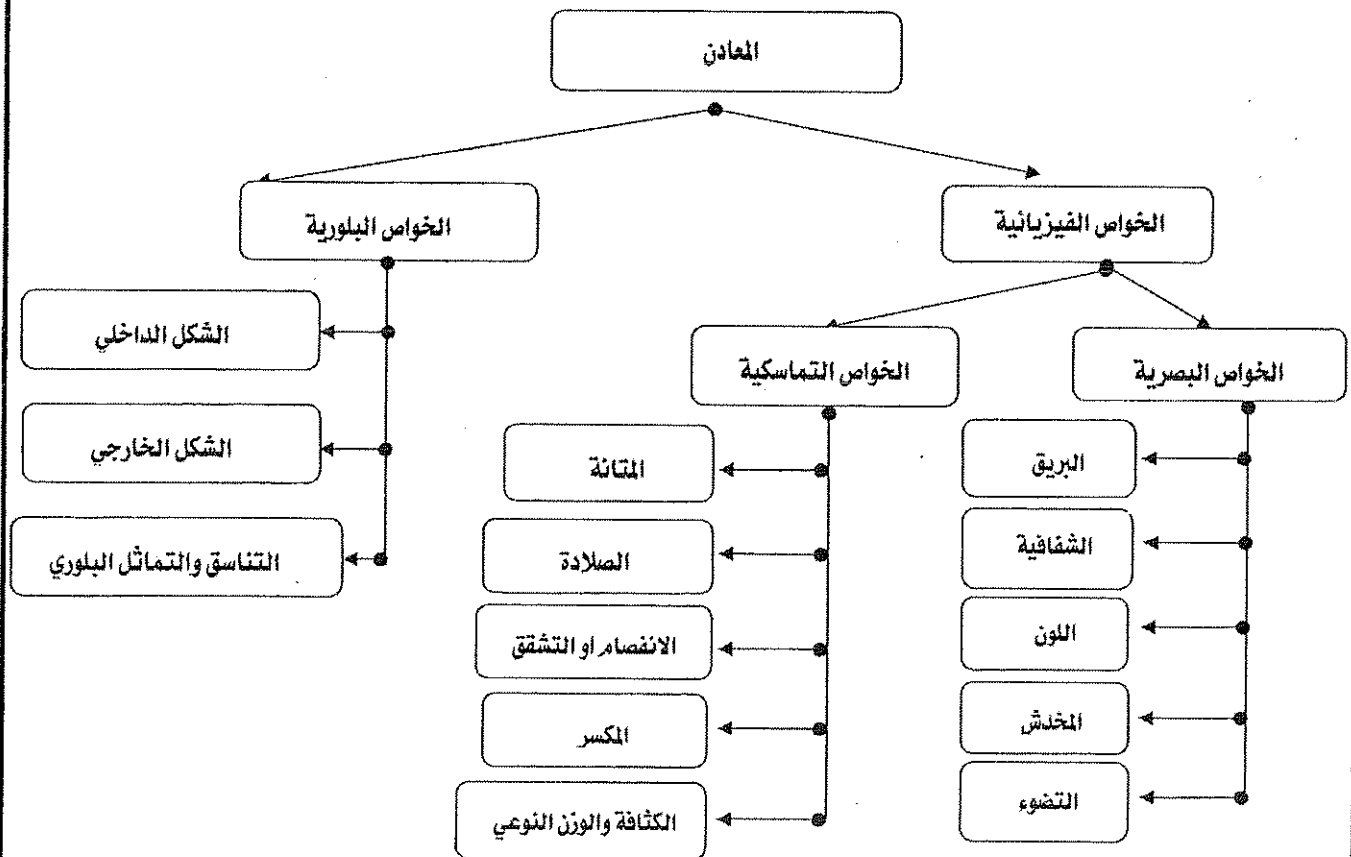 المعادن
الخواص الفيزيائية
الخواص البلورية
الخواص البصرية
الخواص التماسكية
البريق
الشفافية
اللون
المخدش
التضوء
المتانة
الصلادة
الانفصام او التشقق
المكسر
الكثافة والوزن النوعي
الشكل الداخلي
الشكل الخارجي
التناسق والتماثل البلوري